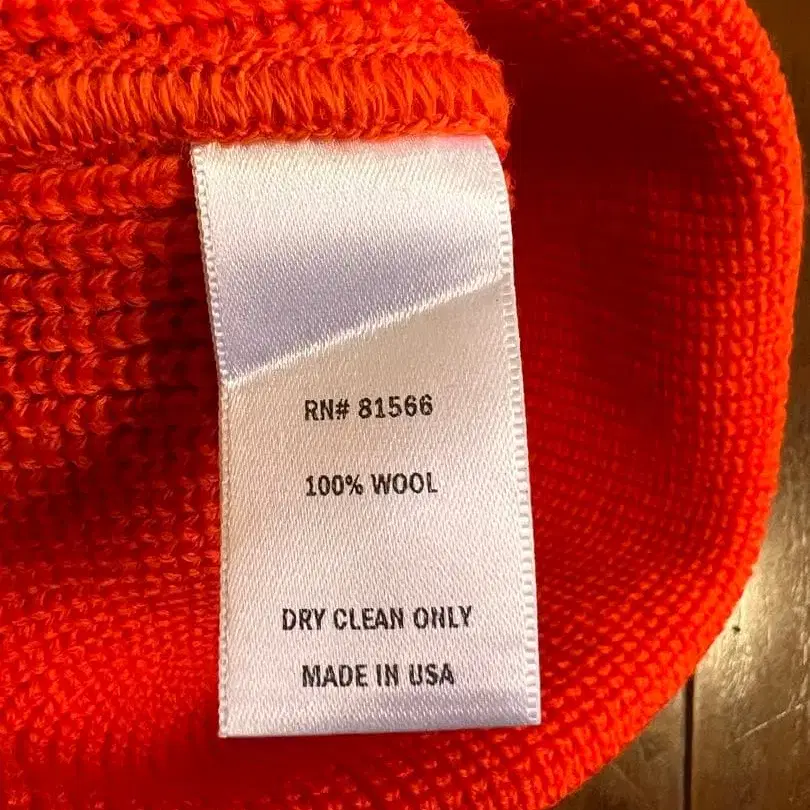 RN# 81566
100% WOOL
DRY CLEAN ONLY
MADE IN USA